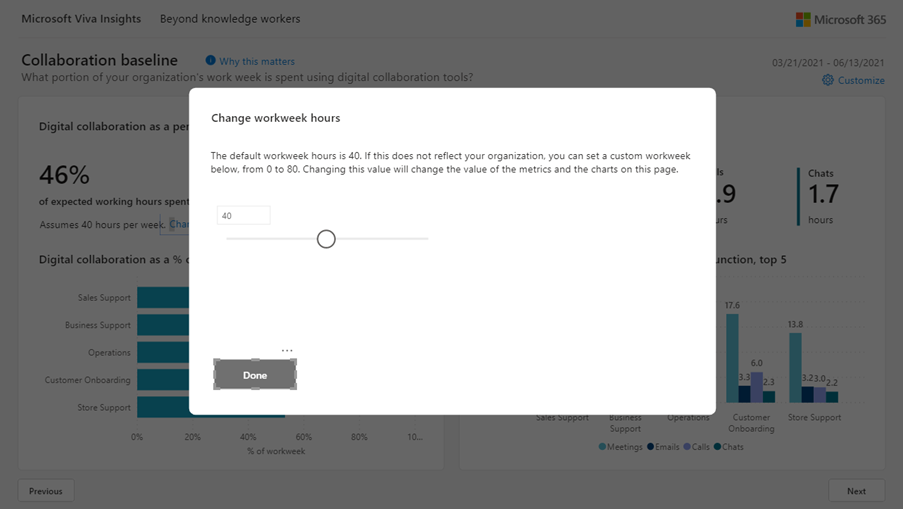 Microsoft Viva Insights Beyond knowledge workers
Microsoft 365
Collaboration baseline
Why this matters
03/21/2021 - 06/13/2021
What portion of your organization's work week is spent using digital collaboration tools?
Customize
Digital collaboration as a
46%
of expected working hours spent
Assumes 40 hours per week.
Change workweek hours
The default workweek hours is 40. If this does not reflect your organization, you can set a custom workweek
below, from 0 to 80. Changing this value will change the value of the metrics and the charts on this page.
40
...
Done
.9
Chats
1.7
hours
Digital collaboration as a %
Sales Support
Business Support
Operations
Customer Onboarding
Store Support
0% 20% 40% 60% 80% 10...
% of workweek
top 5
17.6
3.3
6.0
2.3
13.8
3.2
3.0
2.2
Sales Support
Business
Support
Operations
Customer
Onboarding
Store Support
Meetings Emails Calls Chats
Previous
Next